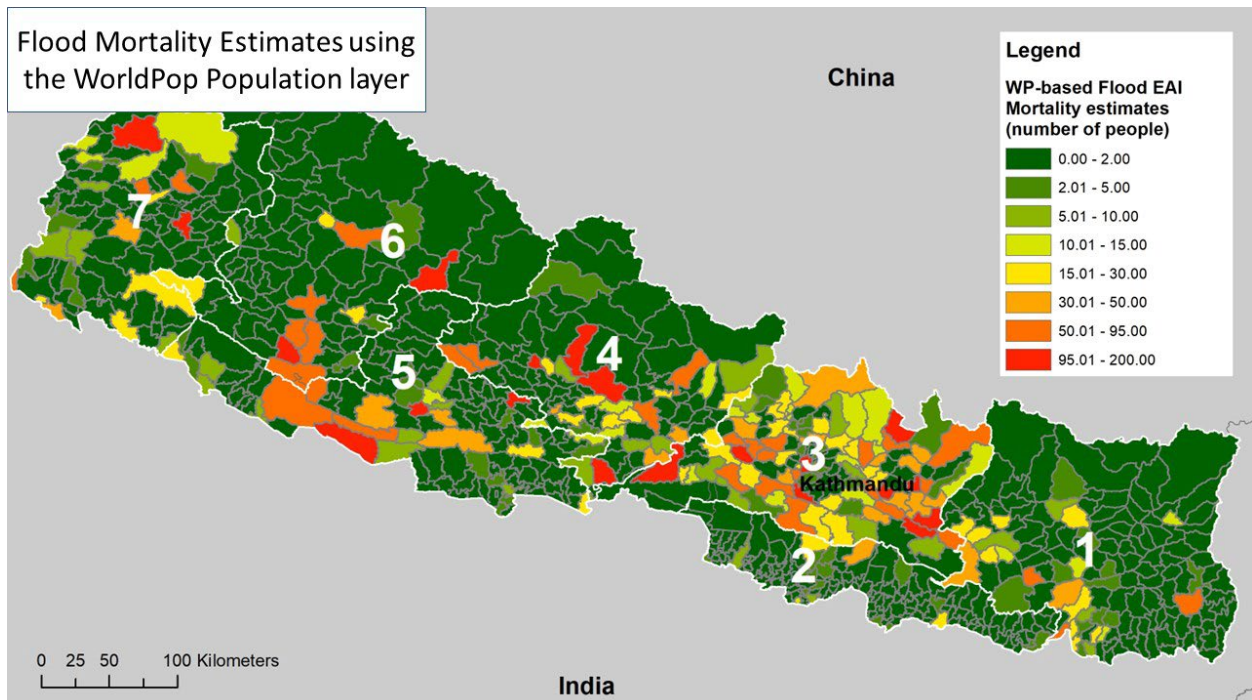 Flood Mortality Estimates using
the WorldPop Population layer
China
Legend
WP-based Flood EAI
Mortality estimates
(number of people)
0.00 - 2.00
2.01 - 5.00
5.01 - 10.00
10.01 - 15.00
15.01 - 30.00
30.01 - 50.00
50.01 - 95.00
95.01 - 200.00
7
6
4
5
3
Kathmandu
1
2
0 25 50 100 Kilometers
India